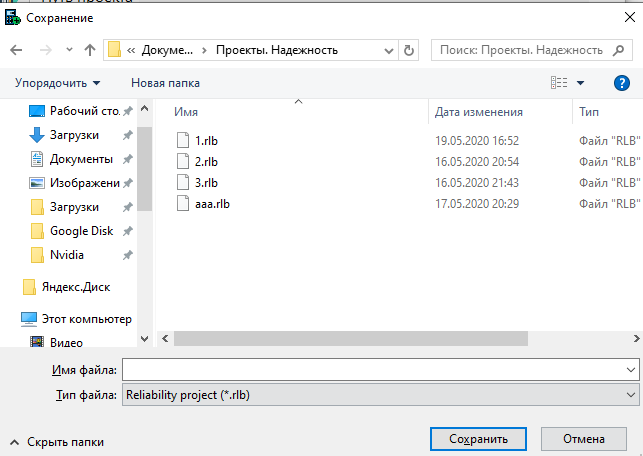 Путь проекта
Сохранение
« Докуме... › Проекты. Надежность
Поиск: Проекты. Надежность
Упорядочить Новая папка ?
Имя Дата изменения Тип
Рабочий сто.
Загрузки
Документы
Изображени
Загрузки
Google Disk
Nvidia
Яндекс.Диск
Этот компьютер
Видео
1.rlb 19.05.2020 16:52 Файл "RLB"
2.rlb 16.05.2020 20:54 Файл "RLB"
3.rlb 16.05.2020 21:43 Файл "RLB"
aaa.rlb 17.05.2020 20:29 Файл "RLB"
Имя файла:
Тип файла: Reliability project (*.rlb)
Скрыть папки Сохранить Отмена